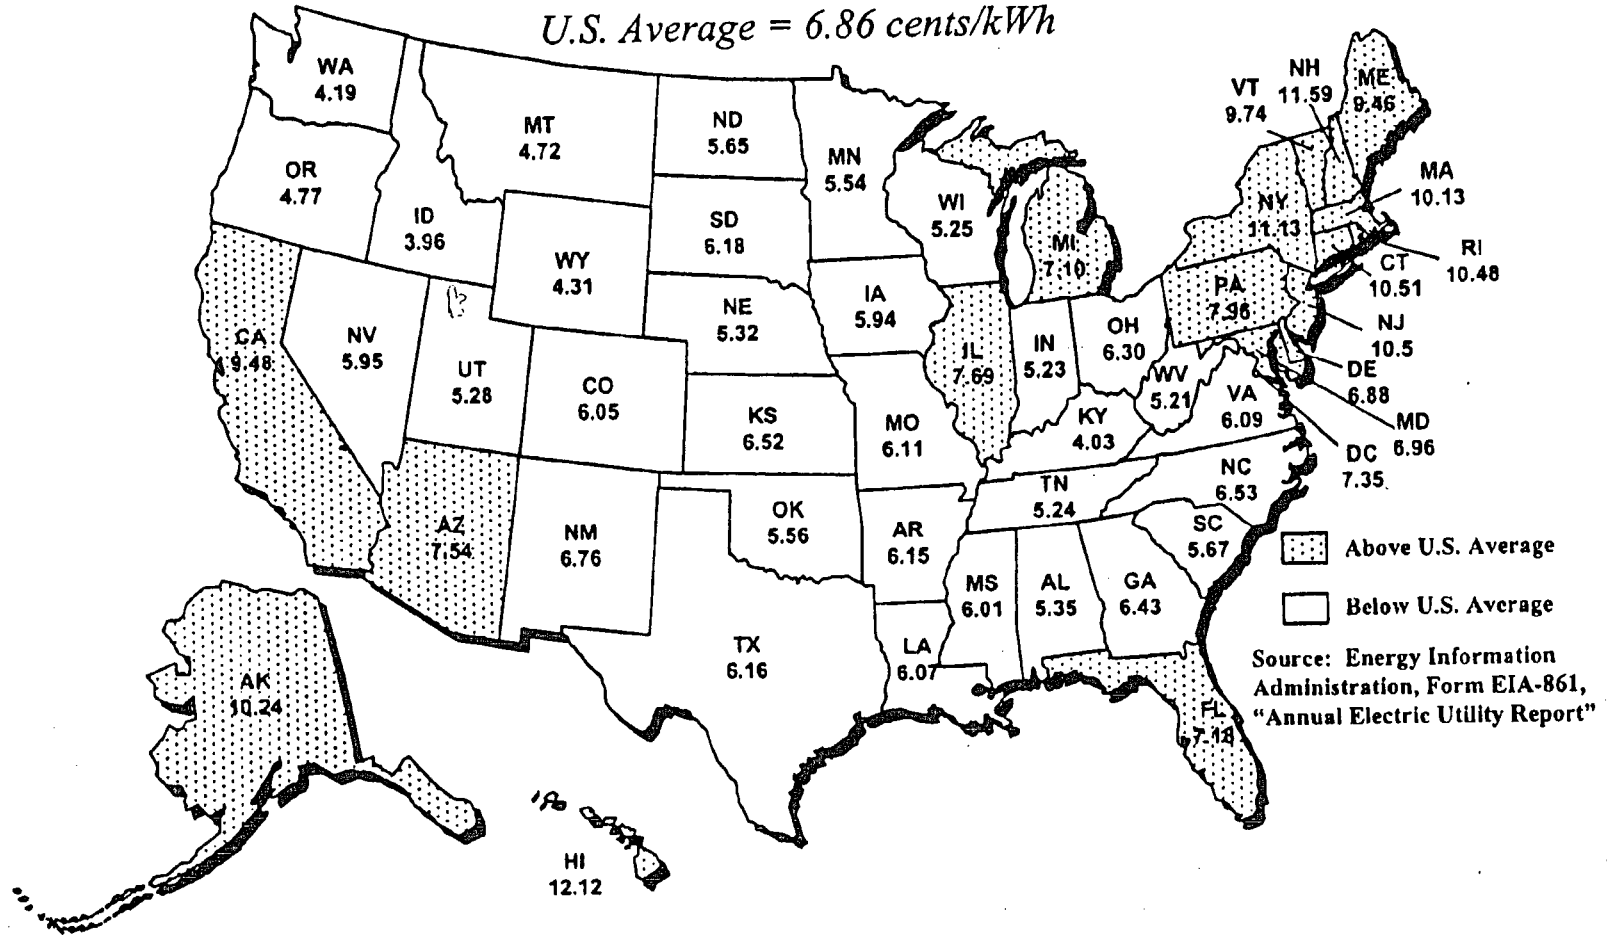 U.S. Average = 6.86 cents/kWh
WA
4.19
OR
4.77
CA
9.48
ID
3.96
NV
5.95
MT
4.72
WY
4.31
UT
5.28
AZ
7.54
CO
6.05
NM
6.76
ND
5.65
SD
6.18
NE
5.32
KS
6.52
OK
5.56
TX
6.16
MN
5.54
IA
5.94
MO
6.11
AR
6.15
LA
6.07
WI
5.25
IL
7.69
MI
7.10
IN
5.23
OH
6.30
KY
4.03
TN
5.24
MS
6.01
AL
5.35
GA
6.43
FL
7.18
SC
5.67
NC
6.53
VA
6.09
WV
5.21
PA
7.96
NY
11.13
VT
9.74
NH
11.59
ME
9.46
MA
10.13
RI
10.48
CT
10.51
NJ
10.5
DE
6.88
MD
6.96
DC
7.35
AK
10.24
HI
12.12
Above U.S. Average
Below U.S. Average
Source: Energy Information
Administration, Form EIA-861,
“Annual Electric Utility Report”